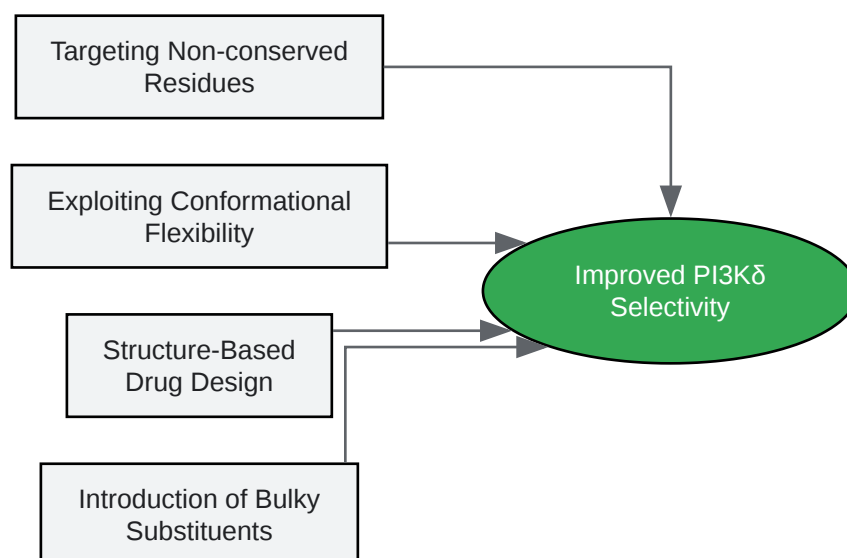 Targeting Non-conserved
Residues
Exploiting Conformational
Flexibility
Improved PI3Kδ
Selectivity
Structure-Based
Drug Design
Introduction of Bulky
Substituents